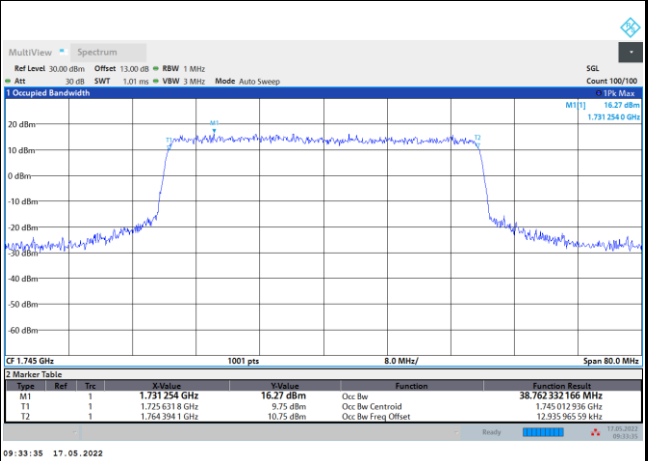 MultiView Spectrum
Ref Level 30.00 dBm Offset 13.00 dB RBW 1 MHz SGL
Att 30 dB SWT 1.01 ms VBW 3 MHz Mode Auto Sweep Count 100/100
1 Occupied Bandwidth 1Pk Max
M1[1] 16.27 dBm
1.731 254 0 GHz
M1
20 dBm
T1 T2
10 dBm
0 dBm
-10 dBm
-20 dBm
-30 dBm
-40 dBm
-50 dBm
-60 dBm
CF 1.745 GHz 1001 pts 8.0 MHz/ Span 80.0 MHz
2 Marker Table
Type Ref Trc X-Value Y-Value Function Function Result
M1 1 1.731 254 GHz 16.27 dBm Occ Bw 38.762 332 166 MHz
T1 1 1.725 631 8 GHz 9.75 dBm Occ Bw Centroid 1.745 012 936 GHz
T2 1 1.764 394 1 GHz 10.75 dBm Occ Bw Freq Offset 12.935 965 59 kHz
Ready 17.05.2022
09:33:35
09:33:35 17.05.2022